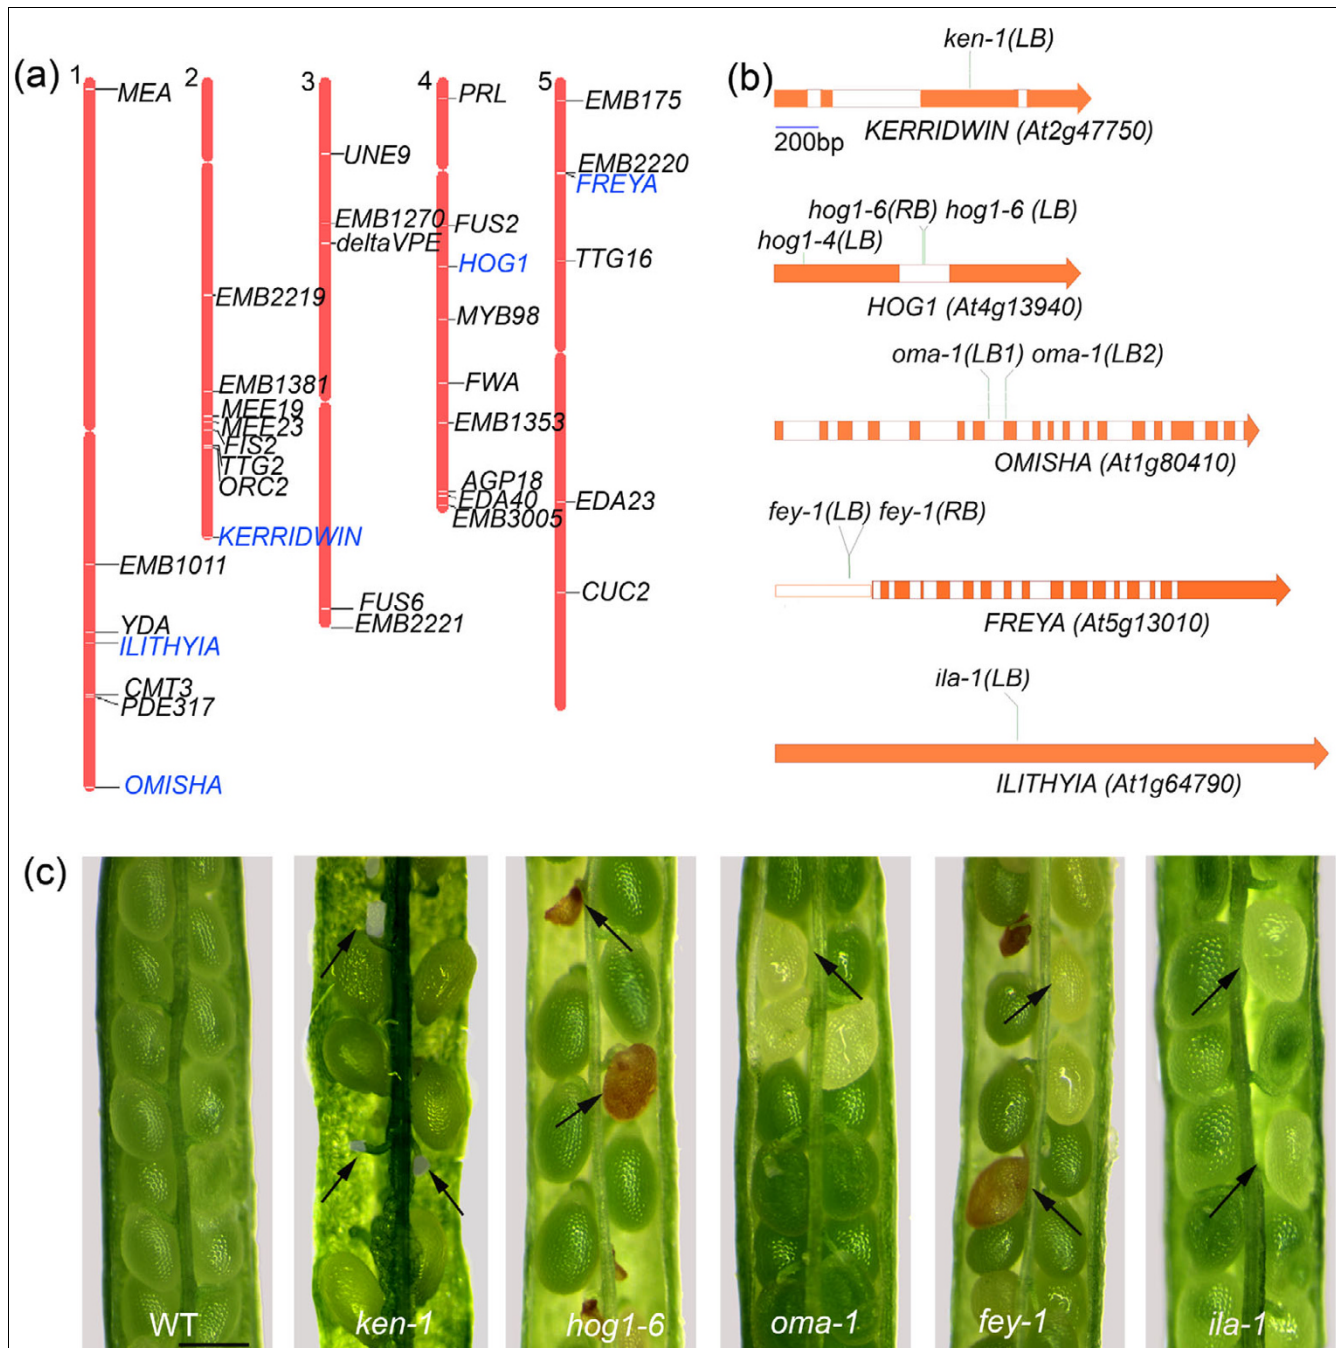 (a)
1
MEA
EMB1011
YDA
ILITHYIA
CMT3
PDE317
OMISHA
2
EMB2219
EMB1381
MEE19
MEE23
FIS2
TTG2
ORC2
KERRIDWIN
3
UNE9
EMB1270
deltaVPE
FUS6
EMB2221
4
PRL
FUS2
HOG1
MYB98
FWA
EMB1353
AGP18
EDA40
EMB3005
5
EMB175
EMB2220
FREYA
TTG16
EDA23
CUC2
(b)
ken-1(LB)
200bp
KERRIDWIN (At2g47750)
hog1-6(RB) hog1-6 (LB)
hog1-4(LB)
HOG1 (At4g13940)
oma-1(LB1) oma-1(LB2)
OMISHA (At1g80410)
fey-1(LB) fey-1(RB)
FREYA (At5g13010)
ila-1(LB)
ILITHYIA (At1g64790)
(c)
WT
ken-1
hog1-6
oma-1
fey-1
ila-1